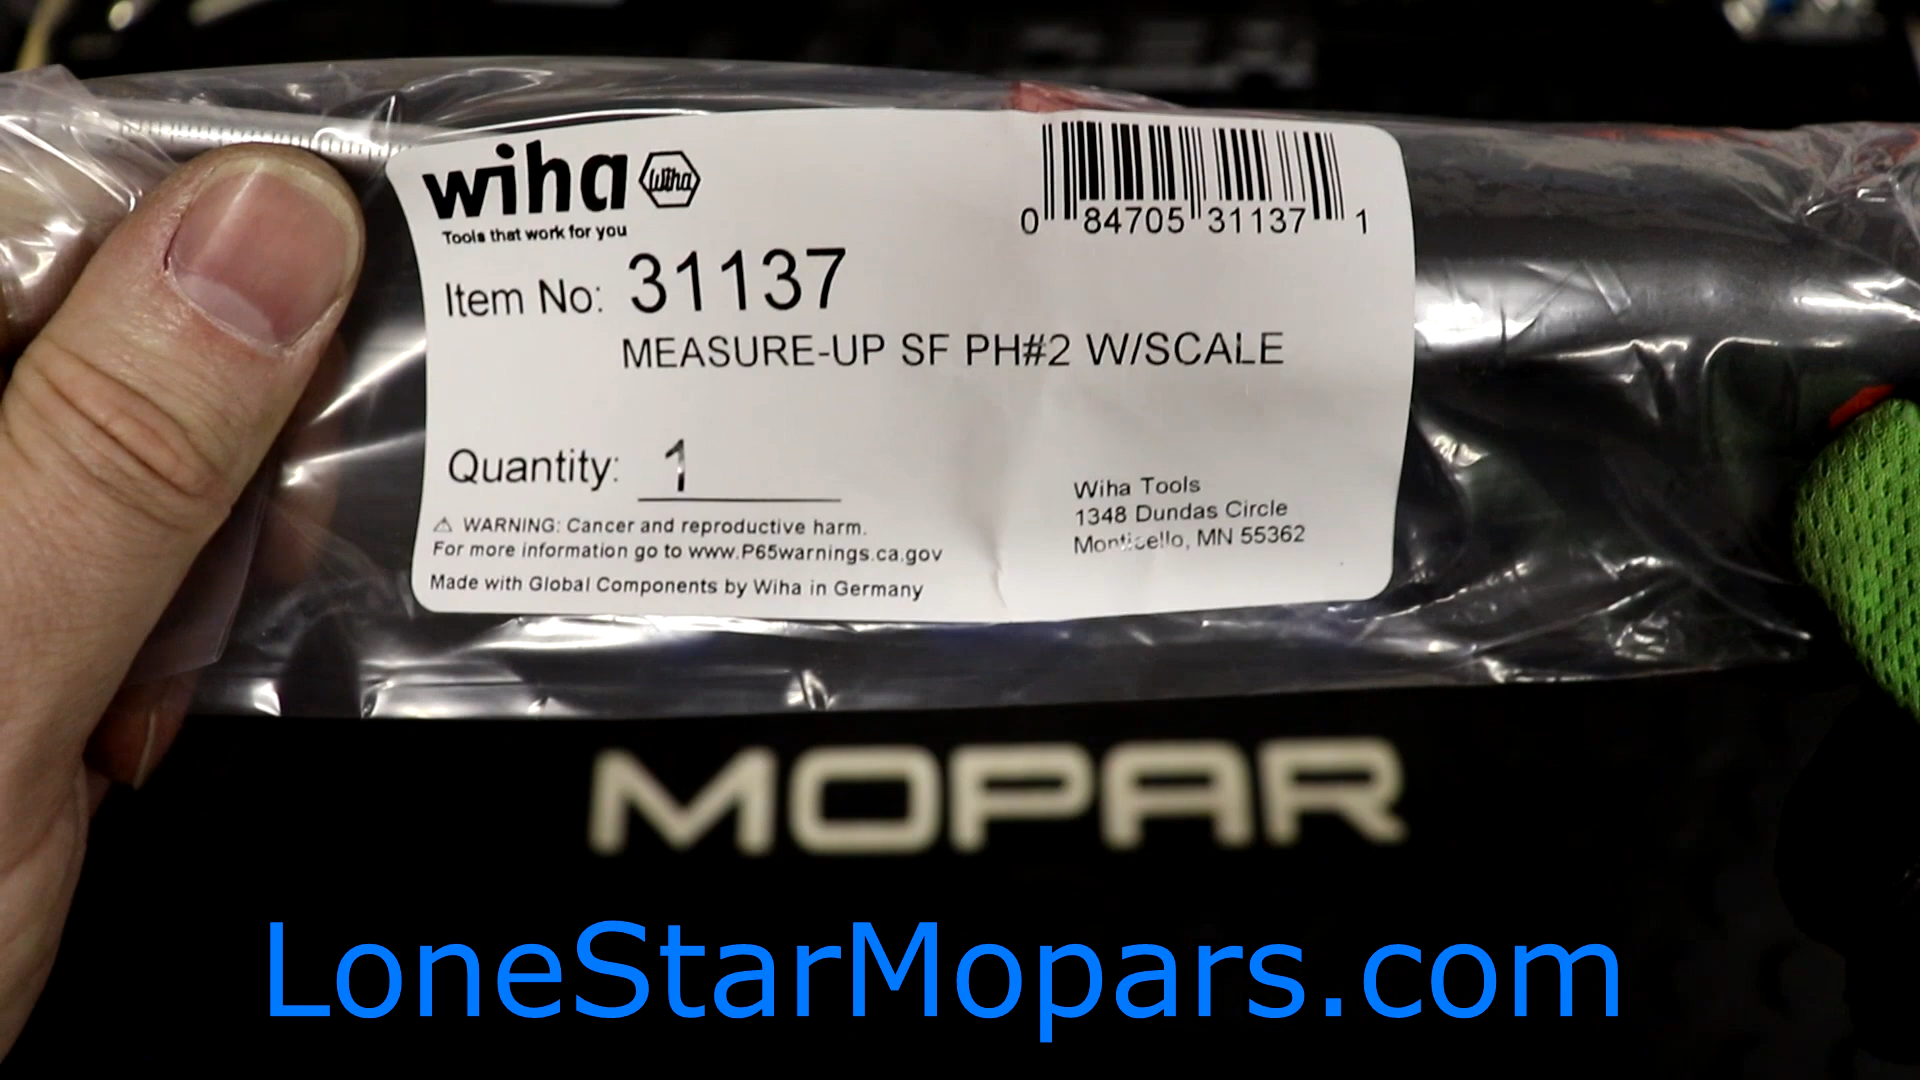 wiha wiha
Tools that work for you
0 84705 31137 1
Item No: 31137
MEASURE-UP SF PH#2 W/SCALE
Quantity: 1
⚠ WARNING: Cancer and reproductive harm.
For more information go to www.P65warnings.ca.gov
Made with Global Components by Wiha in Germany
Wiha Tools
1348 Dundas Circle
Monticello, MN 55362
MOPAR
LoneStarMopars.com